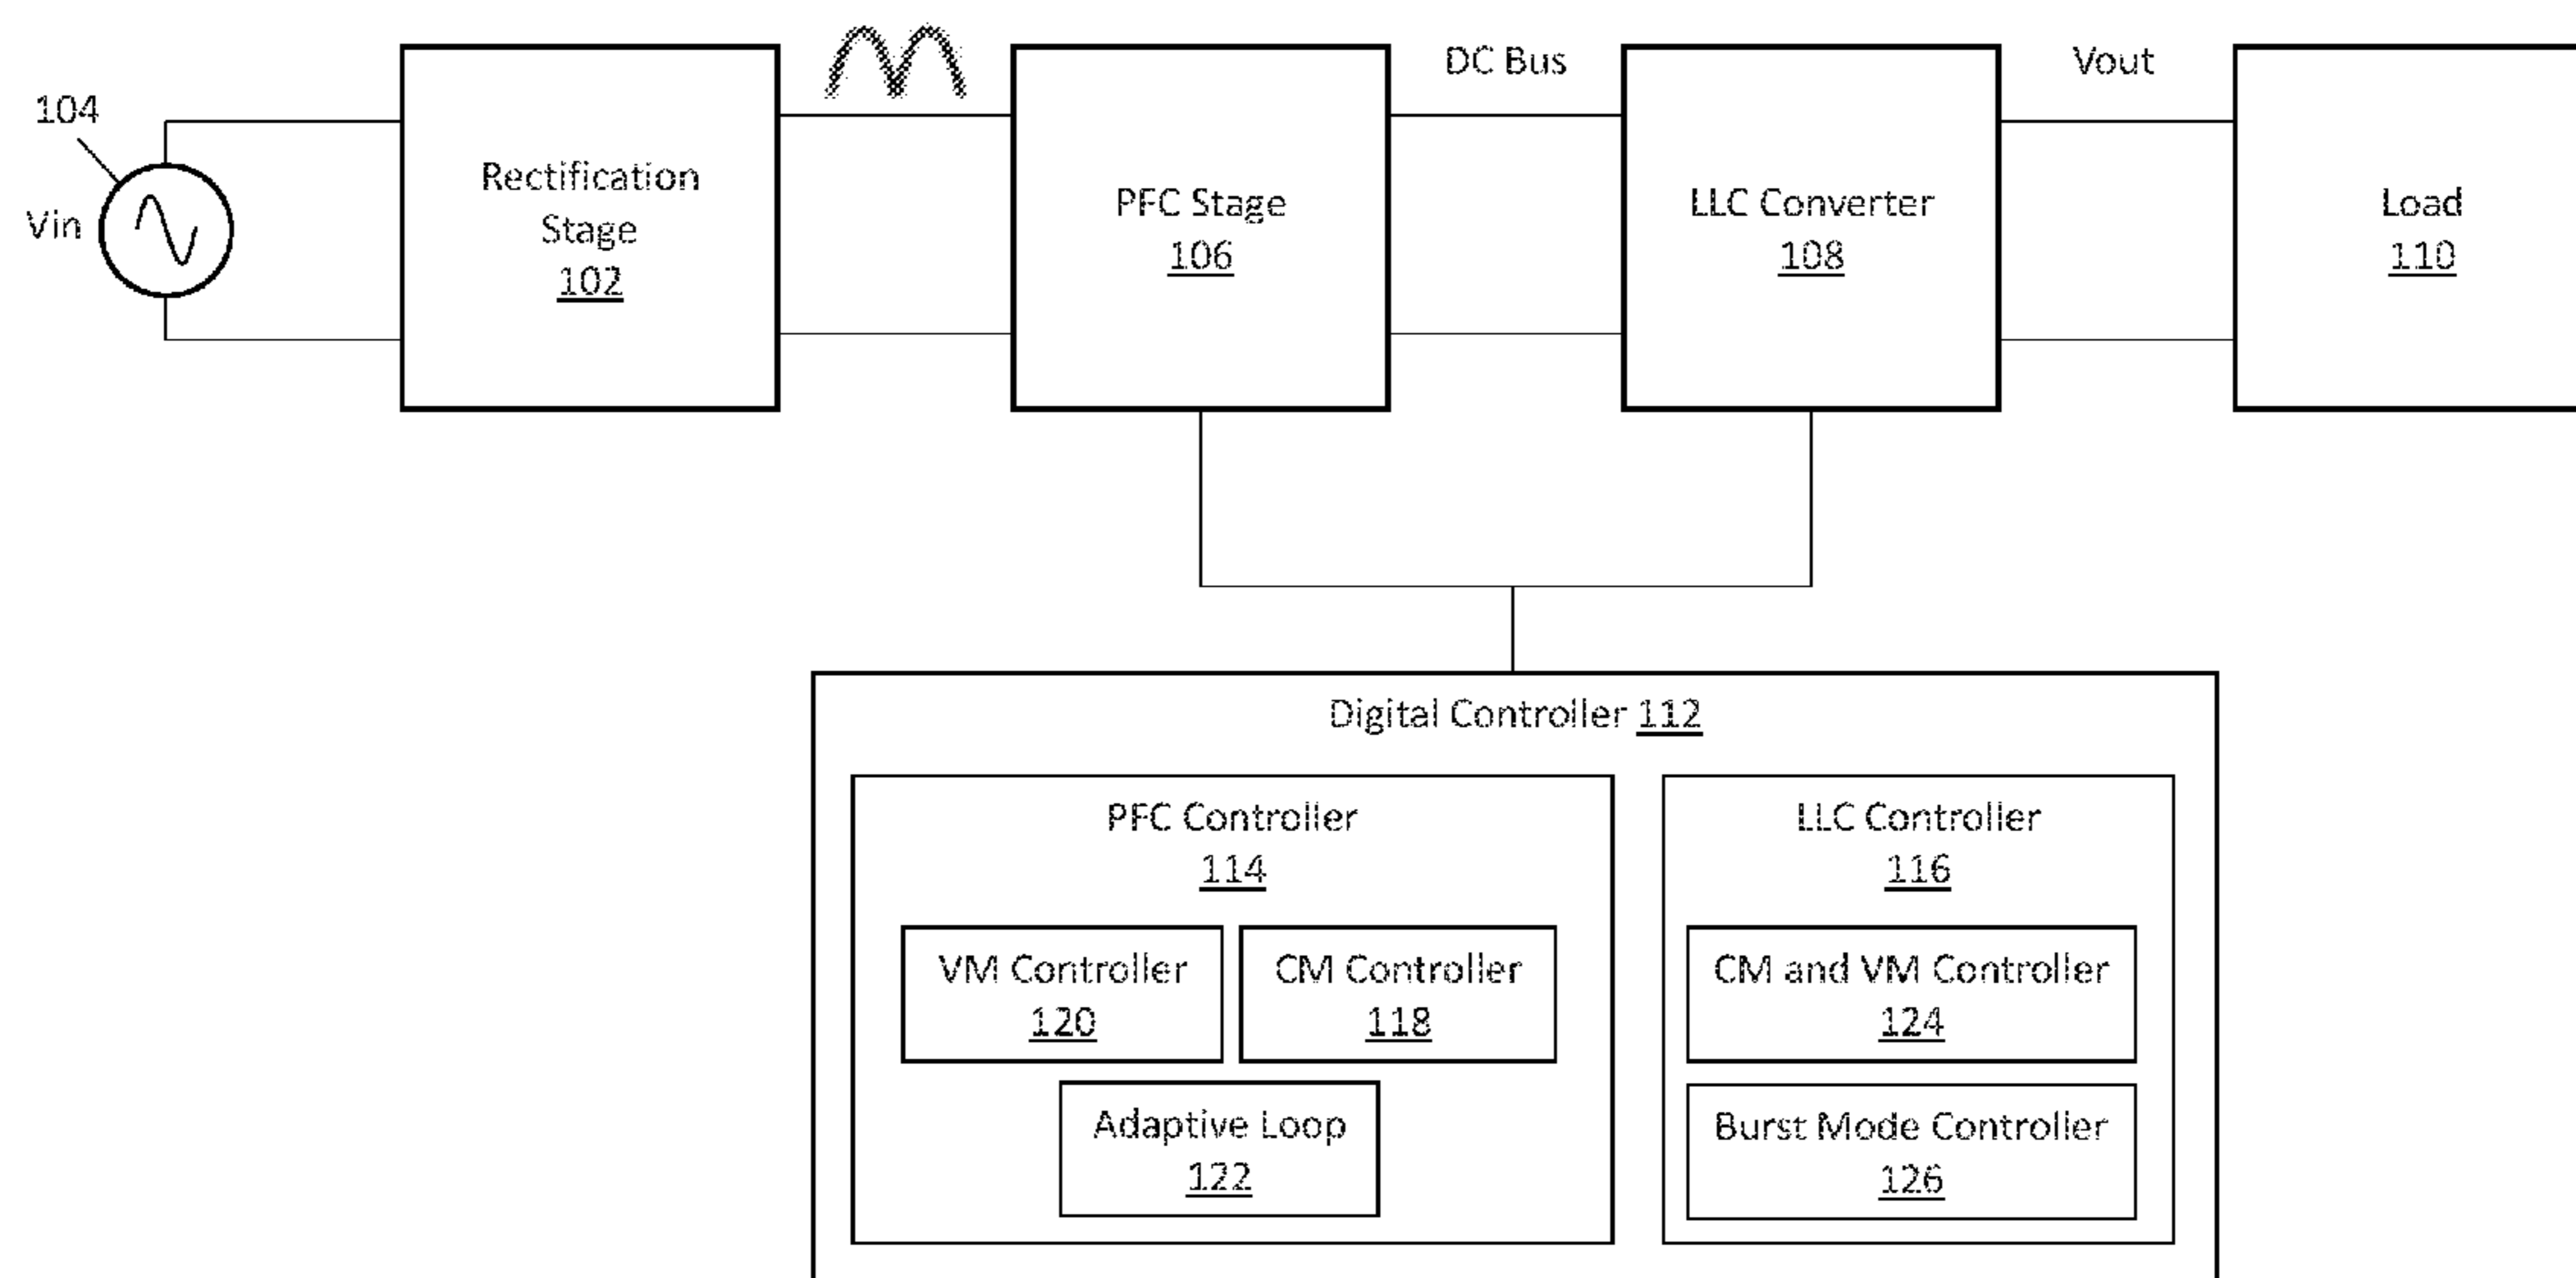 104
Vin
Rectification
Stage
102
PFC Stage
106
DC Bus
LLC Converter
108
Vout
Load
110
Digital Controller 112
PFC Controller
114
VM Controller
120
CM Controller
118
Adaptive Loop
122
LLC Controller
116
CM and VM Controller
124
Burst Mode Controller
126